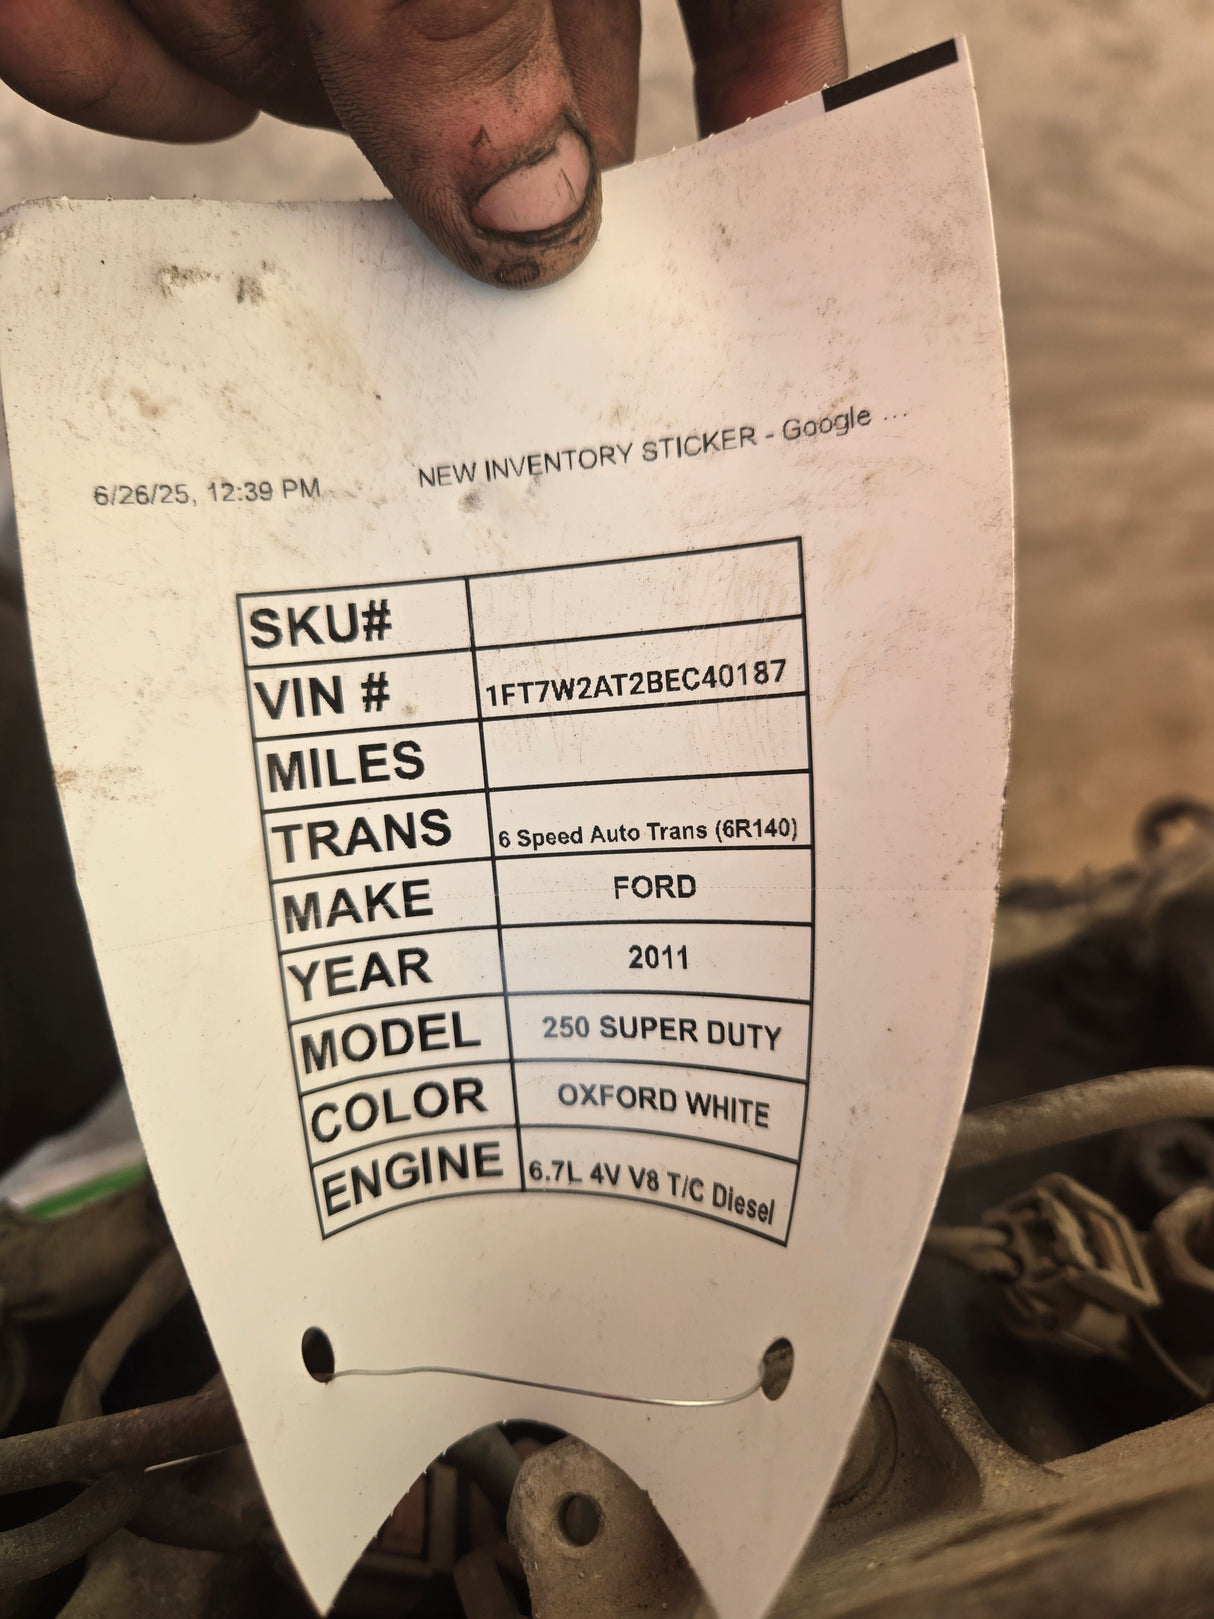 6/26/25, 12:39 PM NEW INVENTORY STICKER - Google ...
SKU#
VIN # 1FT7W2AT2BEC40187
MILES
TRANS 6 Speed Auto Trans (6R140)
MAKE FORD
YEAR 2011
MODEL 250 SUPER DUTY
COLOR OXFORD WHITE
ENGINE 6.7L 4V V8 T/C Diesel